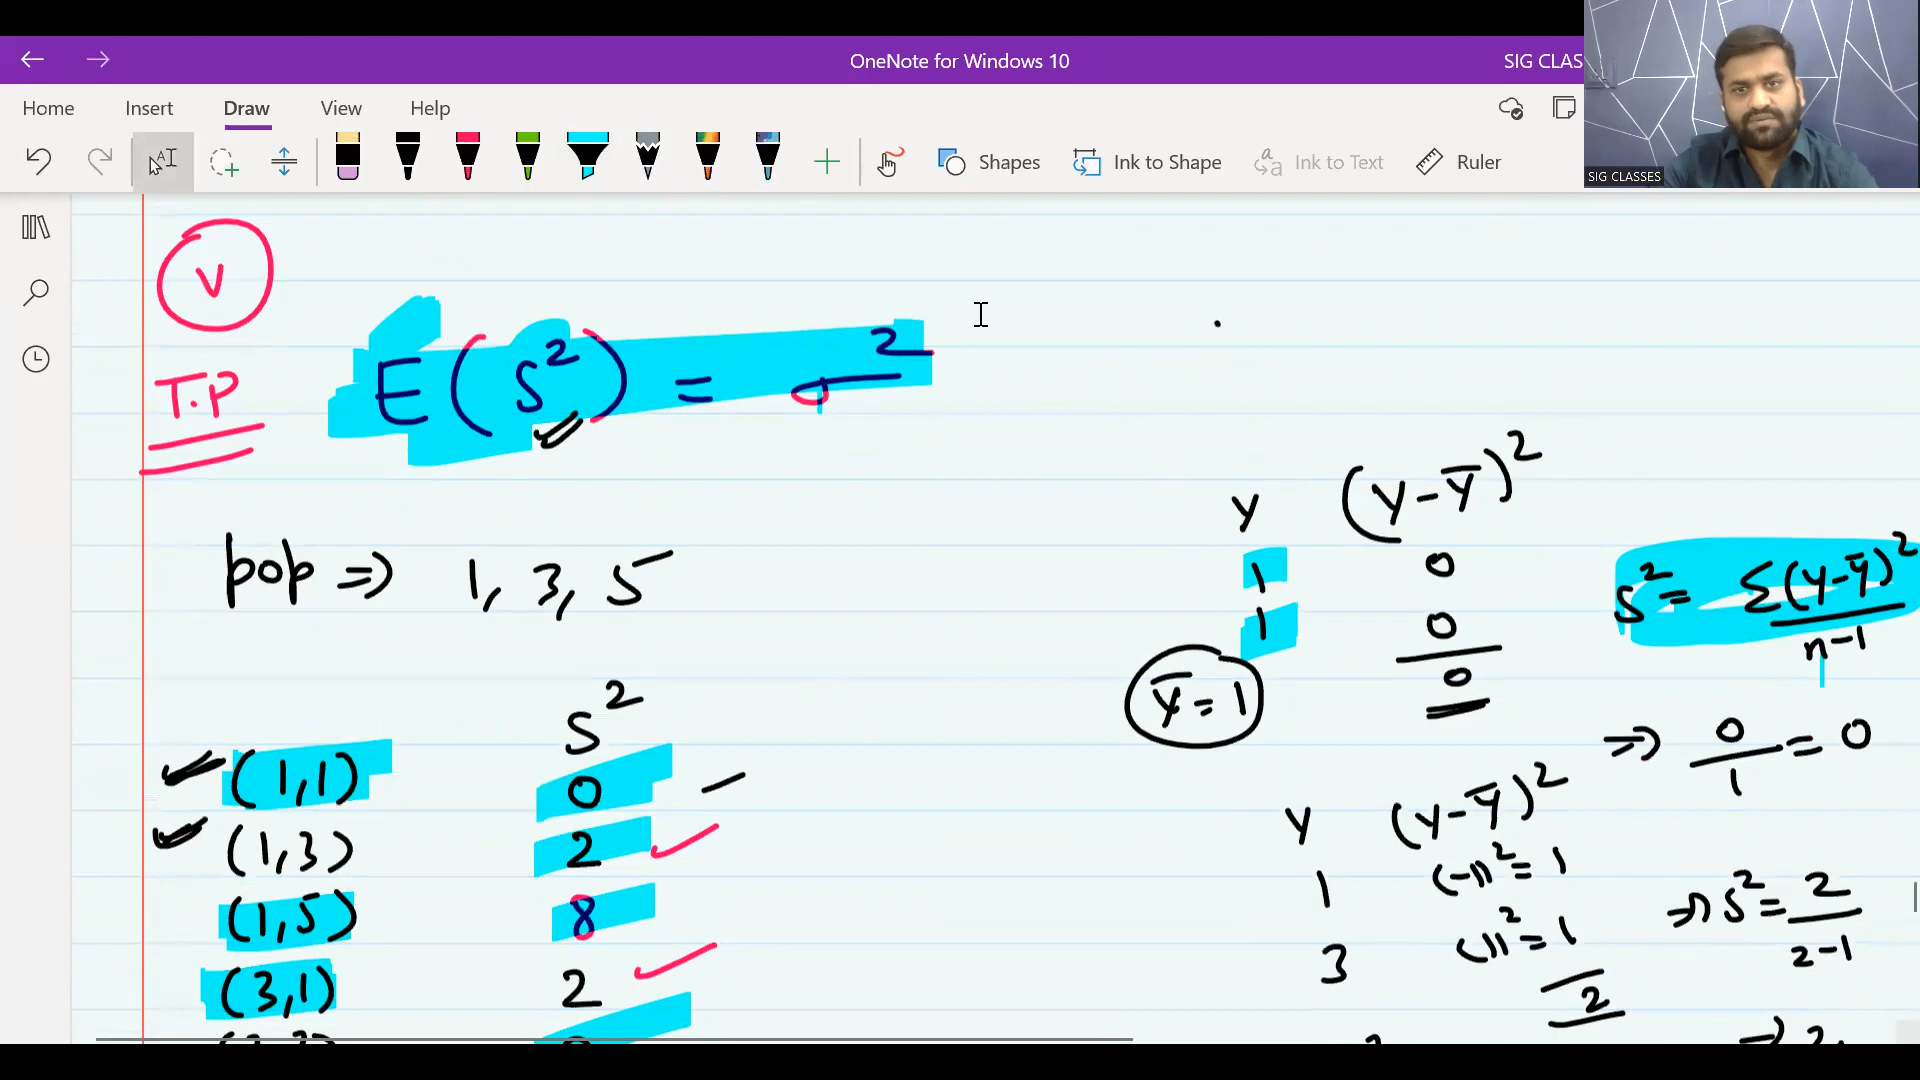 OneNote for Windows 10
SIG CLAS
Home Insert Draw View Help
Shapes Ink to Shape Ink to Text Ruler
SIG CLASSES
V
T.P
E(s²) = σ²
pop => 1, 3, 5
s²
(1,1) 0
(1,3) 2
(1,5) 8
(3,1) 2
y (y-ȳ)²
1 0
1 0
0
ȳ = 1
s² = Σ(y-ȳ)²
n-1
=> 0/1 = 0
y (y-ȳ)²
1 (-1)² = 1
3 (1)² = 1
2
=> s² = 2
2-1